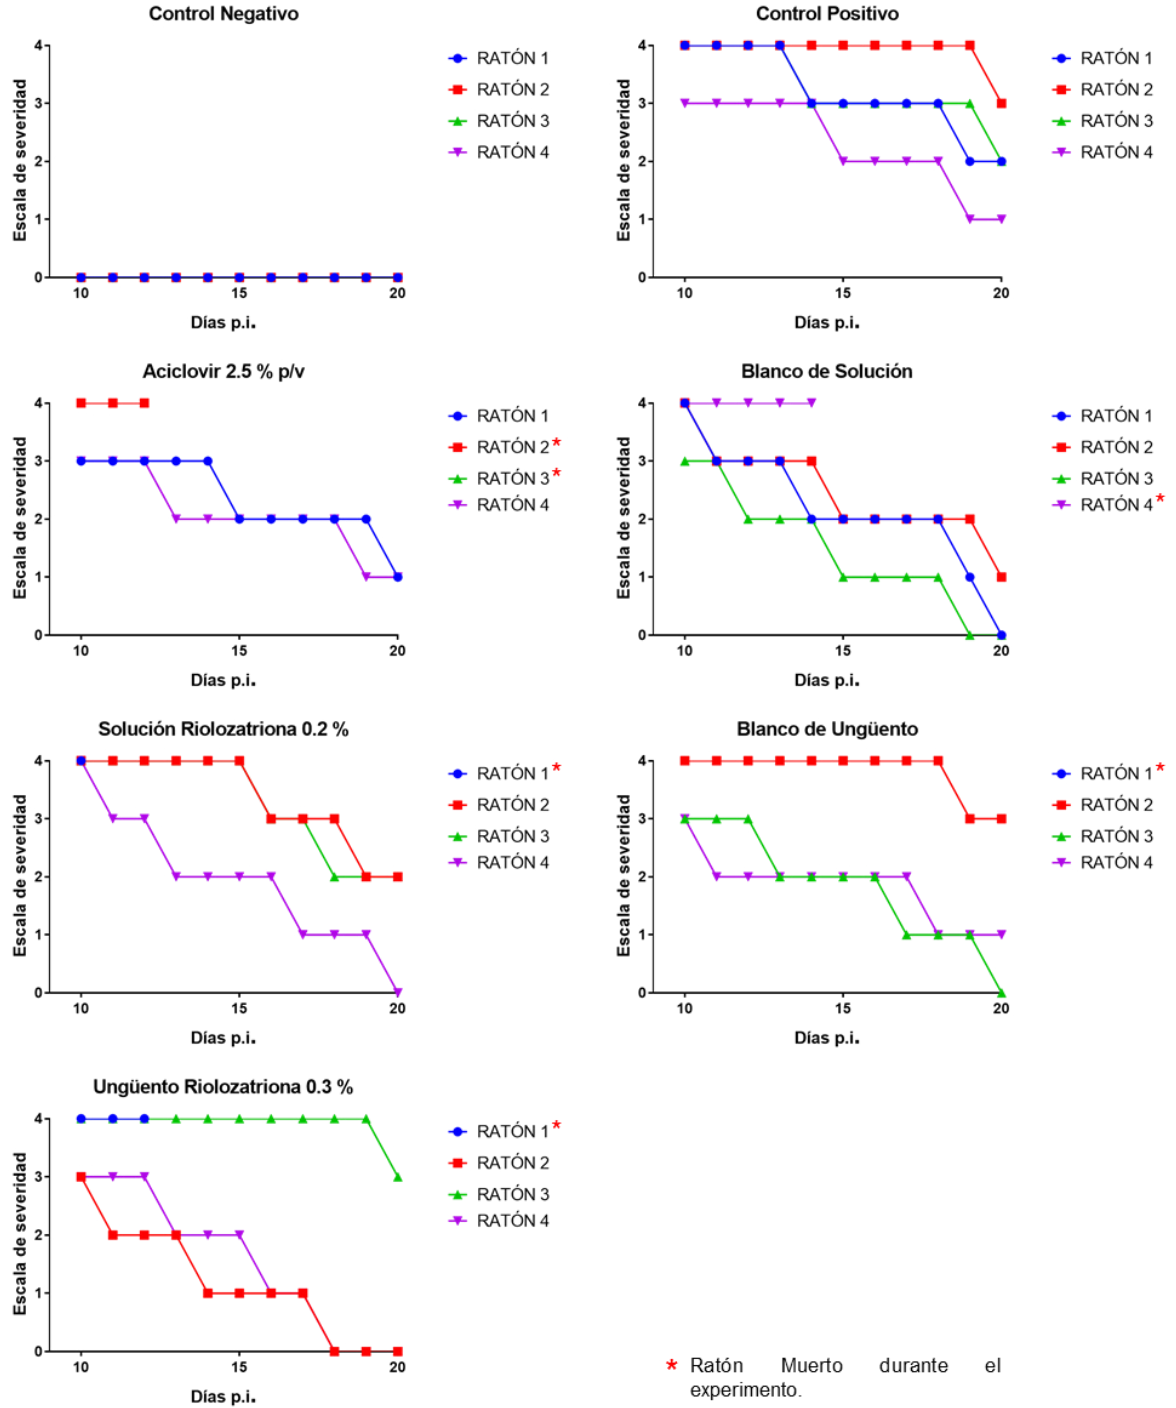 Control Negativo
Escala de severidad
4
3
2
1
0
10 15 20
Días p.i.
RATÓN 1
RATÓN 2
RATÓN 3
RATÓN 4
Control Positivo
Escala de severidad
4
3
2
1
0
10 15 20
Días p.i.
RATÓN 1
RATÓN 2
RATÓN 3
RATÓN 4
Aciclovir 2.5 % p/v
Escala de severidad
4
3
2
1
0
10 15 20
Días p.i.
RATÓN 1
RATÓN 2*
RATÓN 3*
RATÓN 4
Blanco de Solución
Escala de severidad
4
3
2
1
0
10 15 20
Días p.i.
RATÓN 1
RATÓN 2
RATÓN 3
RATÓN 4*
Solución Riolozatriona 0.2 %
Escala de severidad
4
3
2
1
0
10 15 20
Días p.i.
RATÓN 1*
RATÓN 2
RATÓN 3
RATÓN 4
Blanco de Ungüento
Escala de severidad
4
3
2
1
0
10 15 20
Días p.i.
RATÓN 1*
RATÓN 2
RATÓN 3
RATÓN 4
Ungüento Riolozatriona 0.3 %
Escala de severidad
4
3
2
1
0
10 15 20
Días p.i.
RATÓN 1*
RATÓN 2
RATÓN 3
RATÓN 4
* Ratón Muerto durante el
experimento.